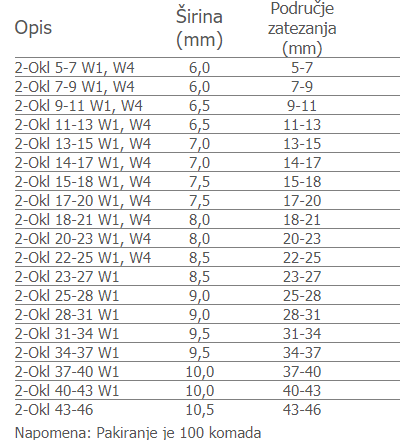 Opis Širina (mm) Područje zatezanja (mm)
2-Okl 5-7 W1, W4 6,0 5-7
2-Okl 7-9 W1, W4 6,0 7-9
2-Okl 9-11 W1, W4 6,5 9-11
2-Okl 11-13 W1, W4 6,5 11-13
2-Okl 13-15 W1, W4 7,0 13-15
2-Okl 14-17 W1, W4 7,0 14-17
2-Okl 15-18 W1, W4 7,5 15-18
2-Okl 17-20 W1, W4 7,5 17-20
2-Okl 18-21 W1, W4 8,0 18-21
2-Okl 20-23 W1, W4 8,0 20-23
2-Okl 22-25 W1, W4 8,5 22-25
2-Okl 23-27 W1 8,5 23-27
2-Okl 25-28 W1 9,0 25-28
2-Okl 28-31 W1 9,0 28-31
2-Okl 31-34 W1 9,5 31-34
2-Okl 34-37 W1 9,5 34-37
2-Okl 37-40 W1 10,0 37-40
2-Okl 40-43 W1 10,0 40-43
2-Okl 43-46 10,5 43-46
Napomena: Pakiranje je 100 komada